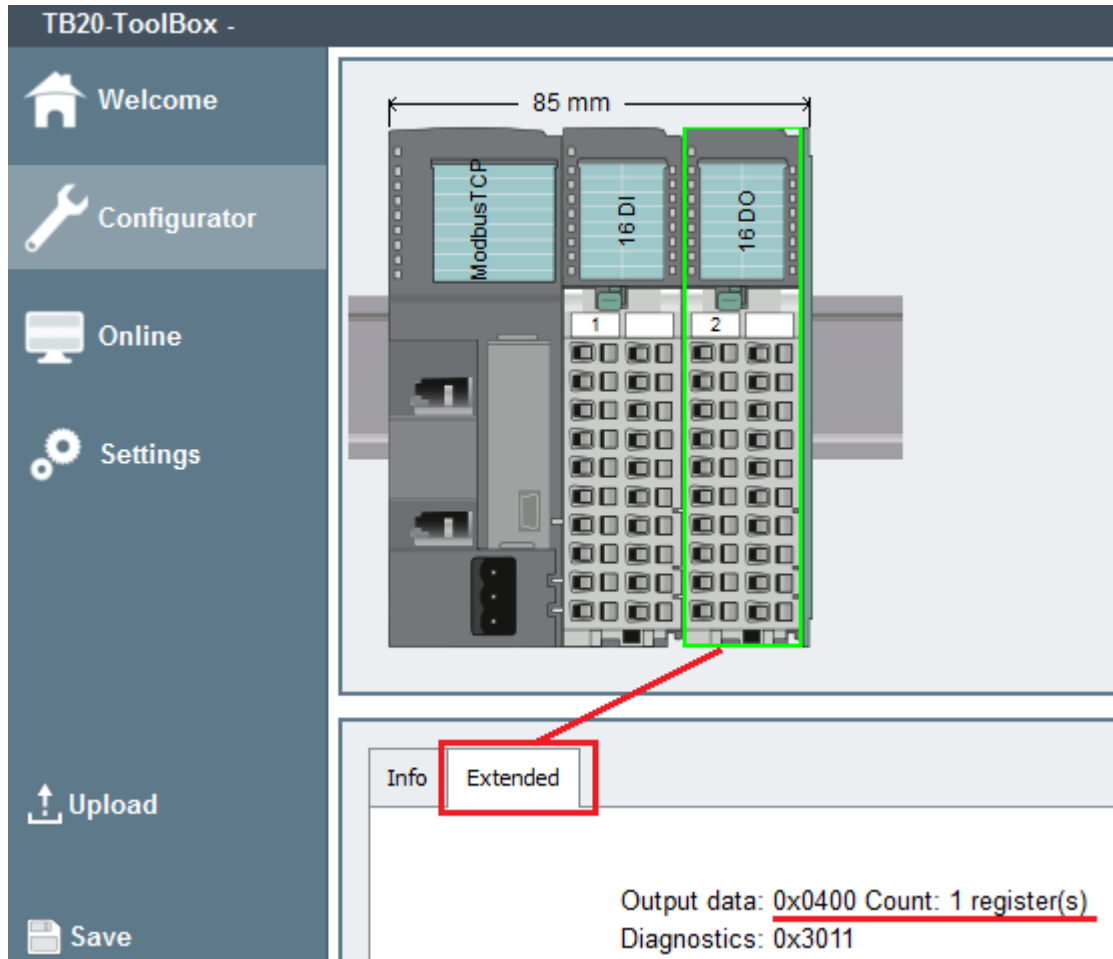 TB20-ToolBox -
Welcome
Configurator
Online
Settings
Upload
Save
85 mm
ModbusTCP
16 DI
16 DO
1
2
Info
Extended
Output data: 0x0400 Count: 1 register(s)
Diagnostics: 0x3011